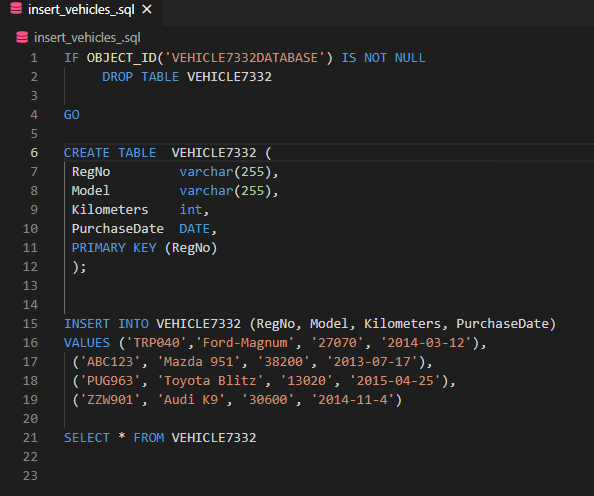 insert_vehicles_.sql
insert_vehicles_.sql
1 IF OBJECT_ID('VEHICLE7332DATABASE') IS NOT NULL
2 DROP TABLE VEHICLE7332
3
4 GO
5
6 CREATE TABLE  VEHICLE7332 (
7 RegNo varchar(255),
8 Model varchar(255),
9 Kilometers int,
10 PurchaseDate DATE,
11 PRIMARY KEY (RegNo)
12 );
13
14
15 INSERT INTO VEHICLE7332 (RegNo, Model, Kilometers, PurchaseDate)
16 VALUES ('TRP040','Ford-Magnum', '27070', '2014-03-12'),
17 ('ABC123', 'Mazda 951', '38200', '2013-07-17'),
18 ('PUG963', 'Toyota Blitz', '13020', '2015-04-25'),
19 ('ZZW901', 'Audi K9', '30600', '2014-11-4')
20
21 SELECT * FROM VEHICLE7332
22
23